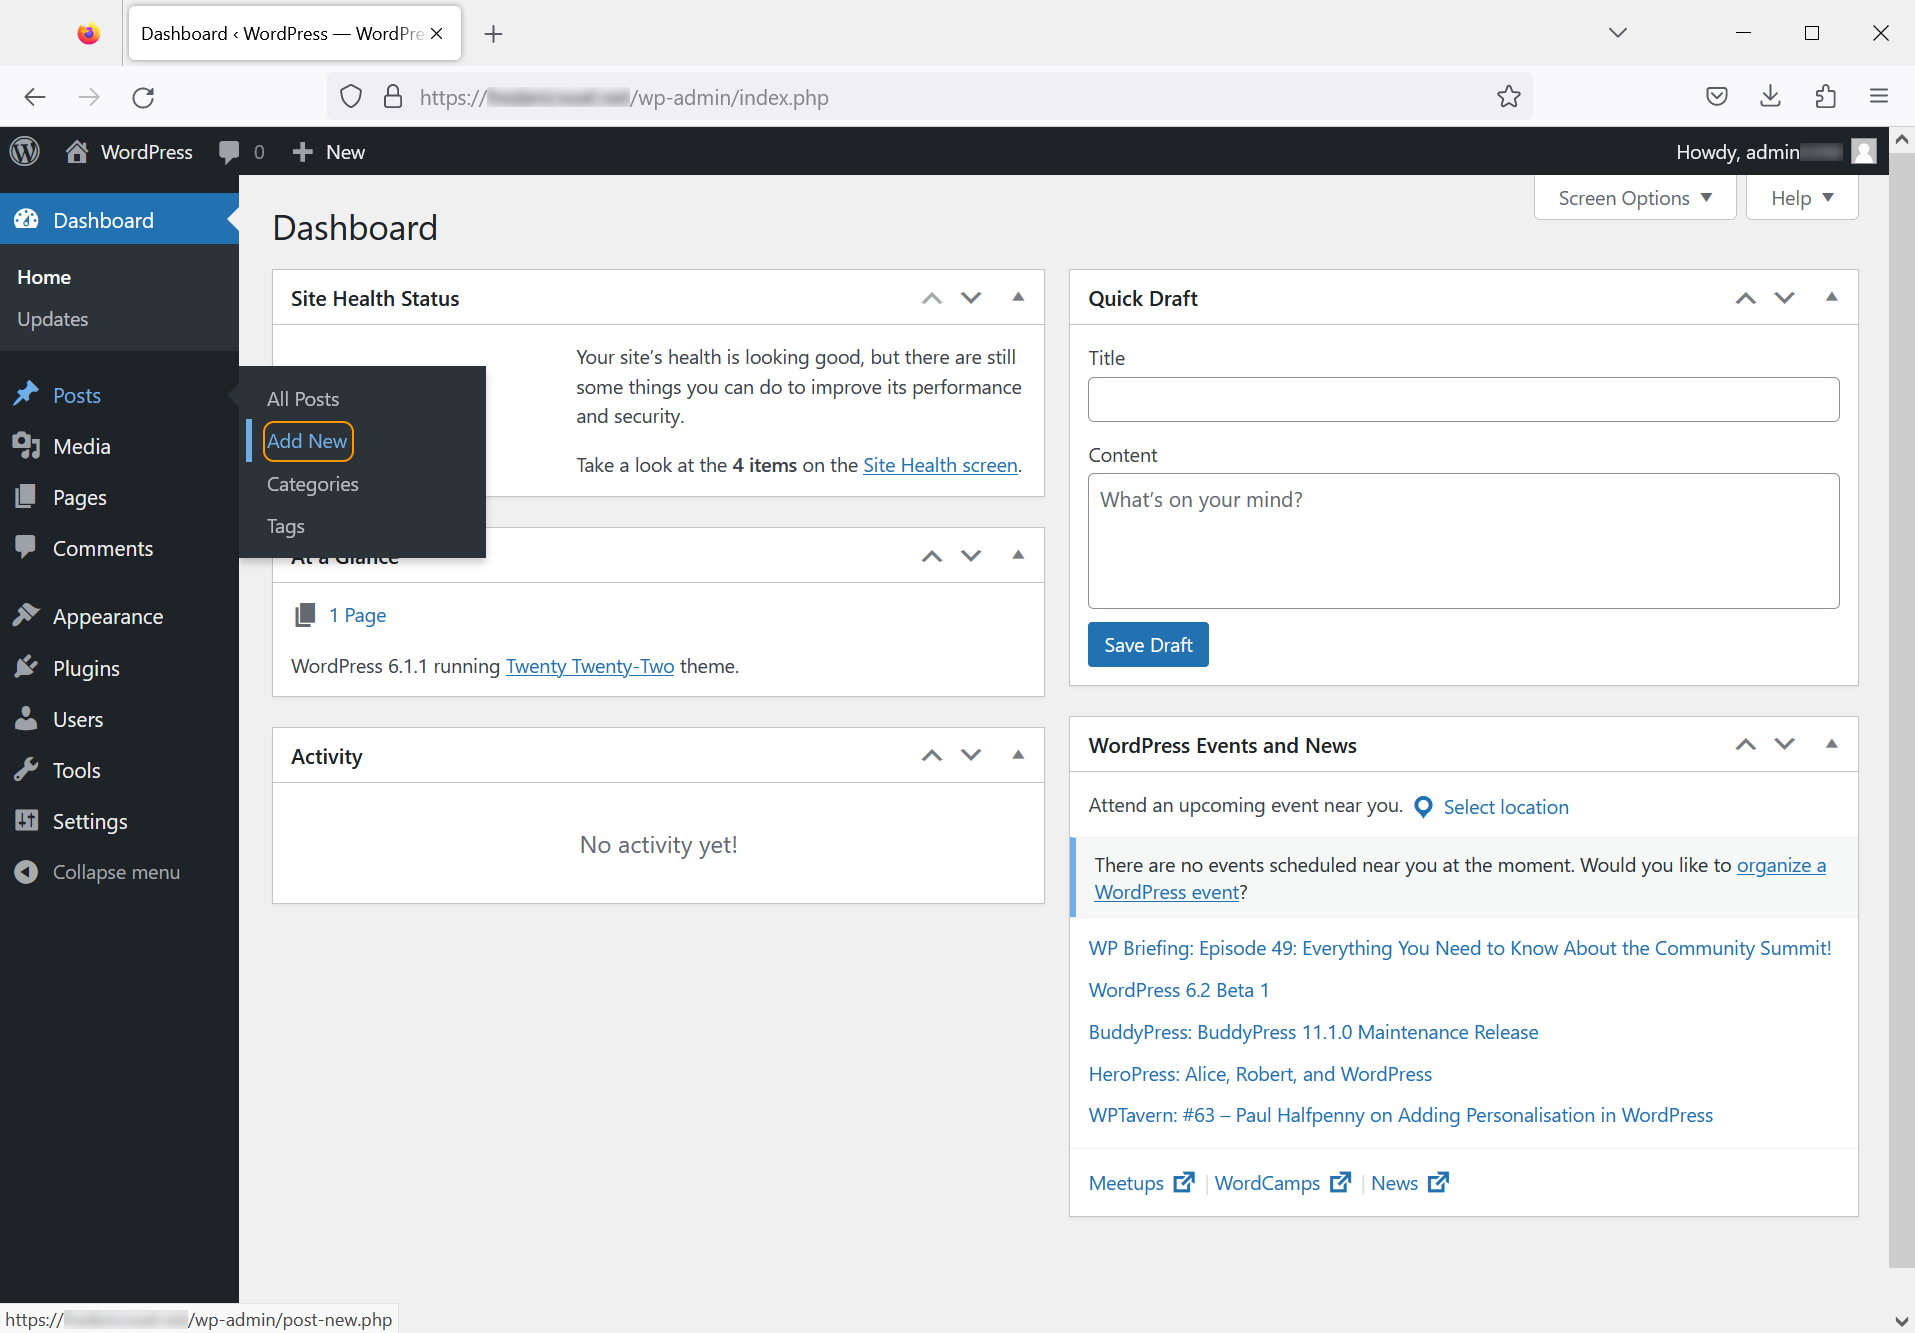 Dashboard ‹ WordPress — WordPre
https:// /wp-admin/index.php
WordPress 0 New
Howdy, admin
Screen Options Help
Dashboard
Home
Updates
Posts
Media
Pages
Comments
Appearance
Plugins
Users
Tools
Settings
Collapse menu
All Posts
Add New
Categories
Tags
Dashboard
Site Health Status
Your site’s health is looking good, but there are still
some things you can do to improve its performance
and security.
Take a look at the 4 items on the Site Health screen.
At a Glance
1 Page
WordPress 6.1.1 running Twenty Twenty-Two theme.
Activity
No activity yet!
Quick Draft
Title
Content
What’s on your mind?
Save Draft
WordPress Events and News
Attend an upcoming event near you. Select location
There are no events scheduled near you at the moment. Would you like to organize a
WordPress event?
WP Briefing: Episode 49: Everything You Need to Know About the Community Summit!
WordPress 6.2 Beta 1
BuddyPress: BuddyPress 11.1.0 Maintenance Release
HeroPress: Alice, Robert, and WordPress
WPTavern: #63 – Paul Halfpenny on Adding Personalisation in WordPress
Meetups | WordCamps | News
https:// /wp-admin/post-new.php